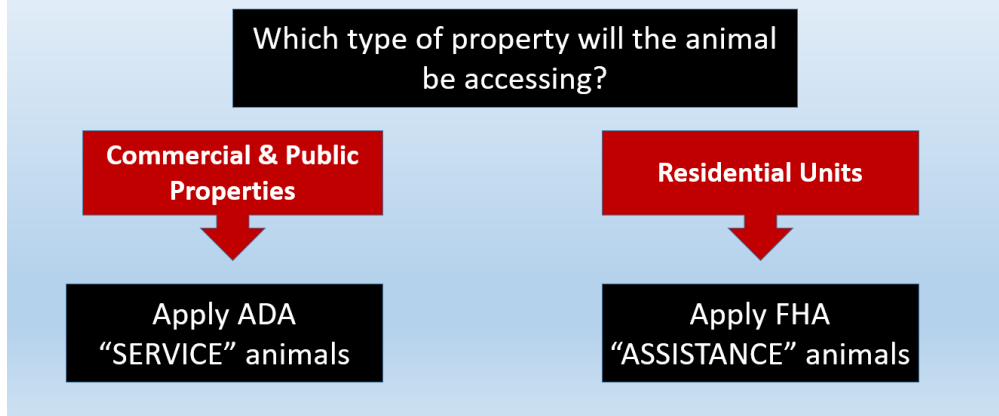 Which type of property will the animal
be accessing?
Commercial & Public
Properties
Residential Units
Apply ADA
“SERVICE” animals
Apply FHA
“ASSISTANCE” animals